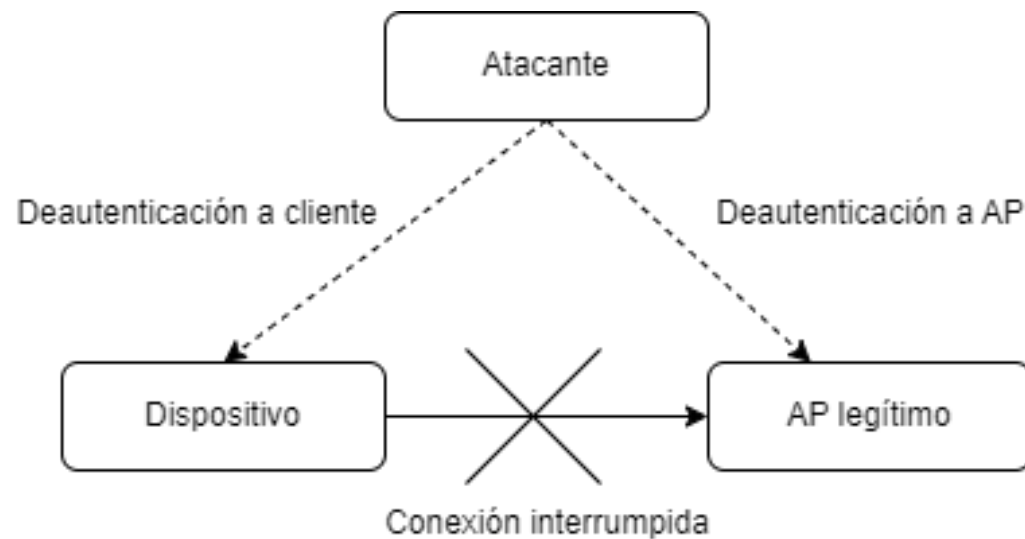 Atacante
Deautenticación a cliente
Deautenticación a AP
Dispositivo
AP legítimo
Conexión interrumpida